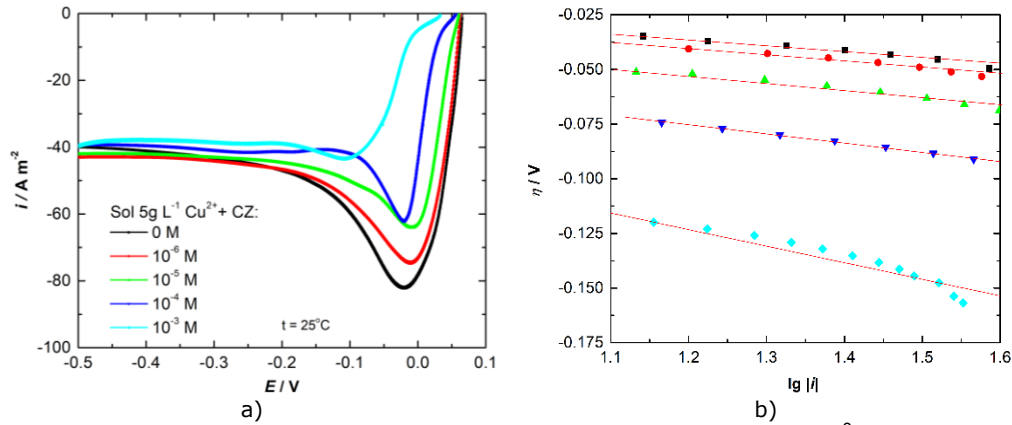 0
-20
-40
-60
-80
-100
i / A m⁻²
Sol 5g L⁻¹ Cu²⁺+ CZ:
0 M
10⁻⁶ M
10⁻⁵ M
10⁻⁴ M
10⁻³ M
t = 25°C
-0.5 -0.4 -0.3 -0.2 -0.1 0.0 0.1
E / V
a)
-0.025
-0.050
-0.075
-0.100
-0.125
-0.150
-0.175
η / V
1.1 1.2 1.3 1.4 1.5 1.6
lg |i|
b)